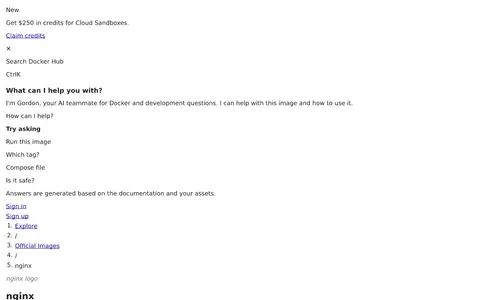 New
Get $250 in credits for Cloud Sandboxes.
Claim credits
×
Search Docker Hub
CtrlK
What can I help you with?
I'm Gordon, your AI teammate for Docker and development questions. I can help with this image and how to use it.
How can I help?
Try asking
Run this image
Which tag?
Compose file
Is it safe?
Answers are generated based on the documentation and your assets.
Sign in
Sign up
1. Explore
2. /
3. Official Images
4. /
5. nginx
nginx logo
nginx